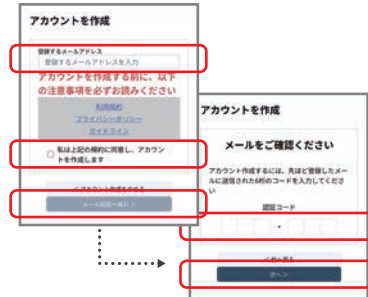 アカウントを作成
登録するメールアドレス
登録するメールアドレスを入力
アカウントを作成する前に、以下
の注意事項を必ずお読みください
利用規約
プライバシーポリシー
ガイドライン
私は上記の規約に同意し、アカウン
トを作成します
メール認証へ進む >
アカウントを作成
メールをご確認ください
アカウント作成するには、先ほど登録したメー
ルに送信された6桁のコードを入力してくださ
い
認証コード
-
次へ >